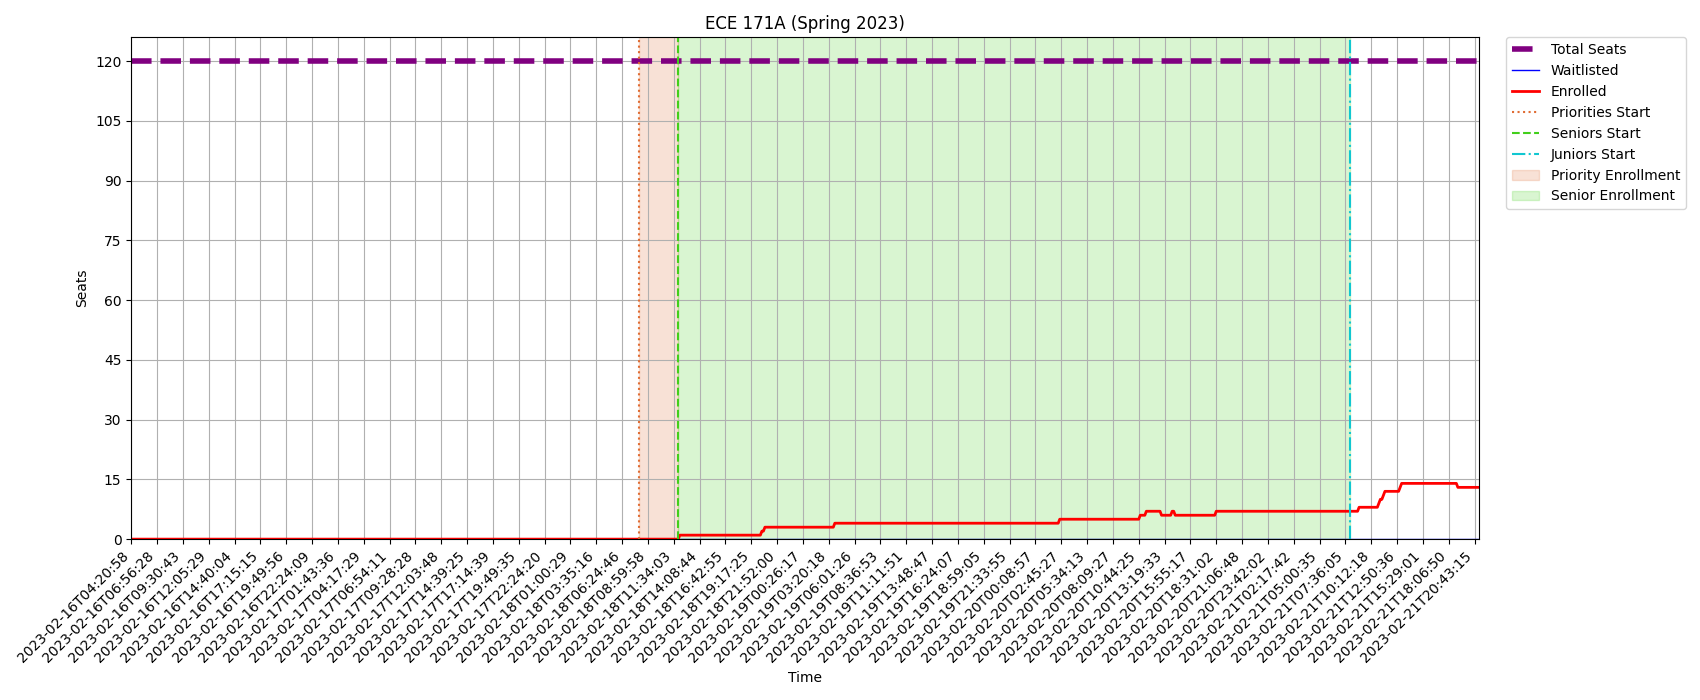 ECE 171A (Spring 2023)
Total Seats
Waitlisted
Enrolled
Priorities Start
Seniors Start
Juniors Start
Priority Enrollment
Senior Enrollment
Seats
120
105
90
75
60
45
30
15
0
2023-02-16T04:20:58
2023-02-16T06:56:28
2023-02-16T09:30:43
2023-02-16T12:05:29
2023-02-16T14:40:04
2023-02-16T17:15:15
2023-02-16T19:49:56
2023-02-16T22:24:09
2023-02-17T01:43:36
2023-02-17T04:17:29
2023-02-17T06:54:11
2023-02-17T09:28:28
2023-02-17T12:03:48
2023-02-17T14:39:25
2023-02-17T17:14:39
2023-02-17T19:49:35
2023-02-17T22:24:20
2023-02-18T01:00:29
2023-02-18T03:35:16
2023-02-18T06:24:46
2023-02-18T08:59:58
2023-02-18T11:34:03
2023-02-18T14:08:44
2023-02-18T16:42:55
2023-02-18T19:17:25
2023-02-18T21:52:00
2023-02-19T00:26:17
2023-02-19T03:20:18
2023-02-19T06:01:26
2023-02-19T08:36:53
2023-02-19T11:11:51
2023-02-19T13:48:47
2023-02-19T16:24:07
2023-02-19T18:59:05
2023-02-19T21:33:55
2023-02-20T00:08:57
2023-02-20T02:45:27
2023-02-20T05:34:13
2023-02-20T08:09:27
2023-02-20T10:44:25
2023-02-20T13:19:33
2023-02-20T15:55:17
2023-02-20T18:31:02
2023-02-20T21:06:48
2023-02-20T23:42:02
2023-02-21T02:17:42
2023-02-21T05:00:35
2023-02-21T07:36:05
2023-02-21T10:12:18
2023-02-21T12:50:36
2023-02-21T15:29:01
2023-02-21T18:06:50
2023-02-21T20:43:15
Time